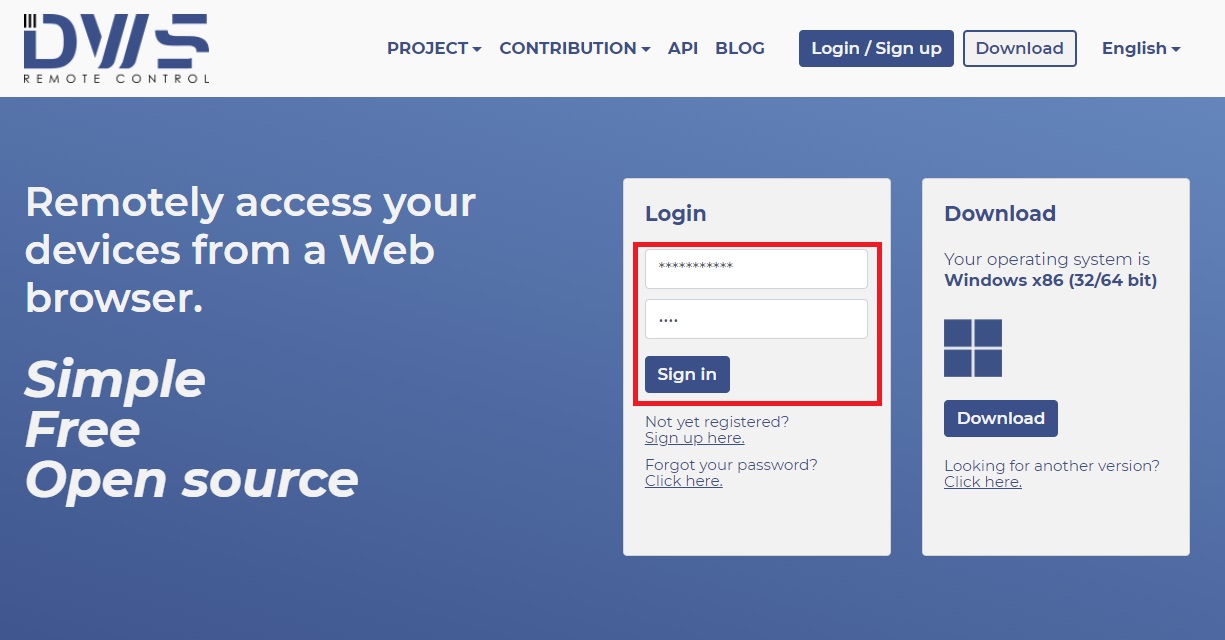 DWS
REMOTE CONTROL
PROJECT CONTRIBUTION API BLOG Login / Sign up Download English
Remotely access your
devices from a Web
browser.
Simple
Free
Open source
Login
***********
••••
Sign in
Not yet registered?
Sign up here.
Forgot your password?
Click here.
Download
Your operating system is
Windows x86 (32/64 bit)
Download
Looking for another version?
Click here.